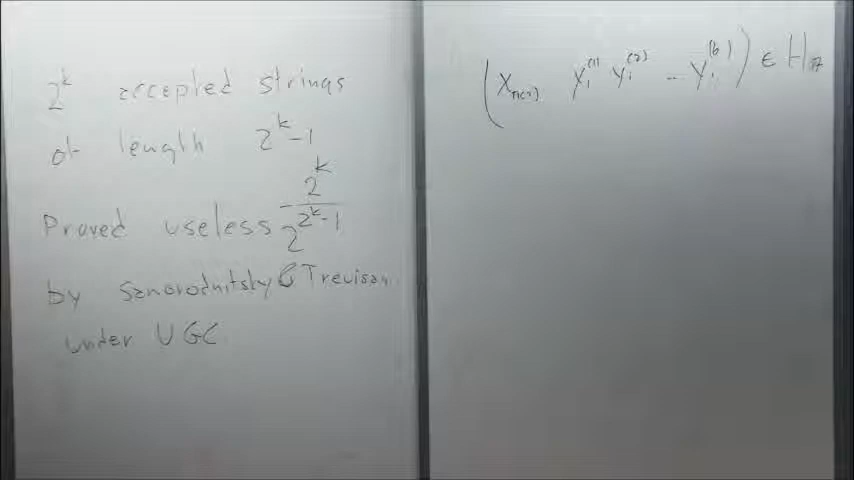 2^k accepted strings
of length 2^k-1
Proved useless 2^k / 2^{2^k-1}
by Samorodnitsky & Trevisan
under UGC
(x_{π(i)} y_i^{(1)} y_i^{(2)} - y_i^{(6)}) ∈ H